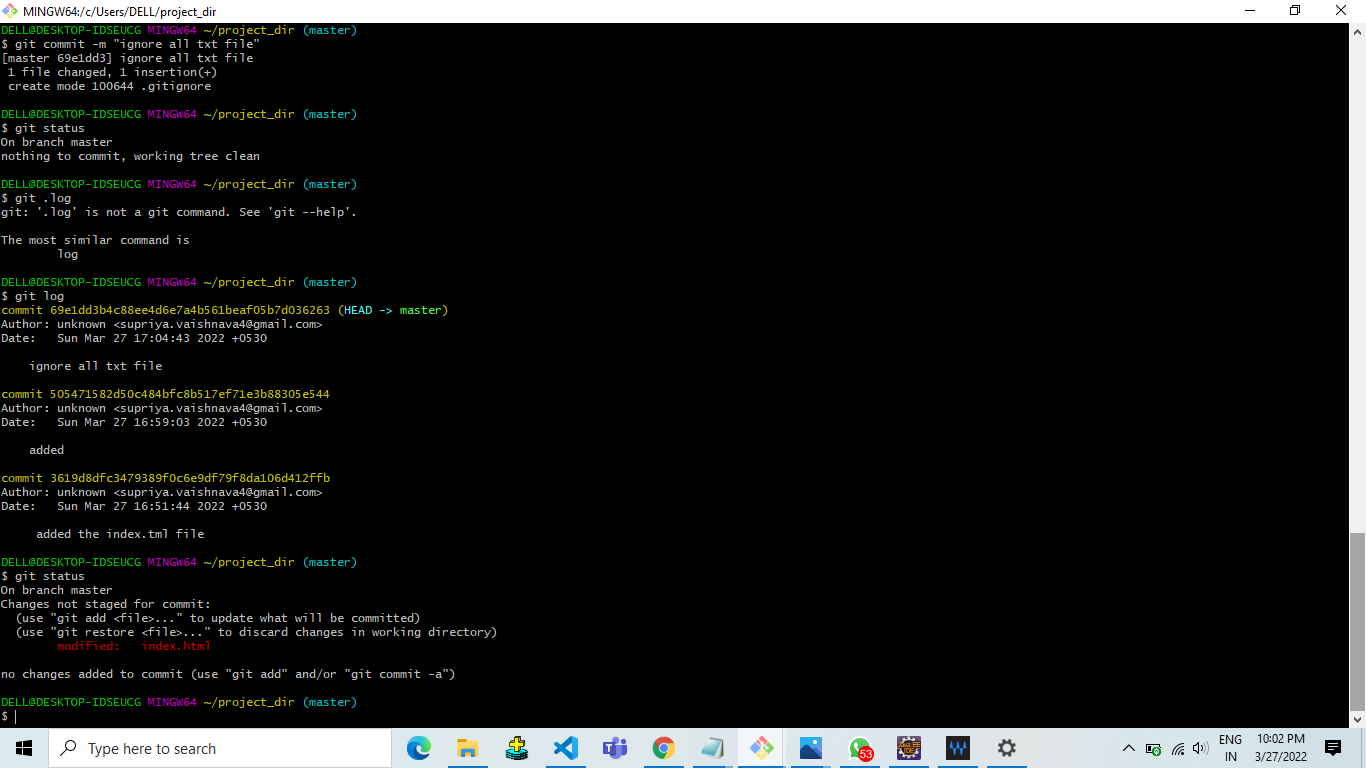 MINGW64:/c/Users/DELL/project_dir
DELL@DESKTOP-IDSEUCG MINGW64 ~/project_dir (master)
$ git commit -m "ignore all txt file"
[master 69e1dd3] ignore all txt file
 1 file changed, 1 insertion(+)
 create mode 100644 .gitignore
DELL@DESKTOP-IDSEUCG MINGW64 ~/project_dir (master)
$ git status
On branch master
nothing to commit, working tree clean
DELL@DESKTOP-IDSEUCG MINGW64 ~/project_dir (master)
$ git .log
git: '.log' is not a git command. See 'git --help'.
The most similar command is
        log
DELL@DESKTOP-IDSEUCG MINGW64 ~/project_dir (master)
$ git log
commit 69e1dd3b4c88ee4d6e7a4b561beaf05b7d036263 (HEAD -> master)
Author: unknown <supriya.vaishnava4@gmail.com>
Date:   Sun Mar 27 17:04:43 2022 +0530
    ignore all txt file
commit 505471582d50c484bfc8b517ef71e3b88305e544
Author: unknown <supriya.vaishnava4@gmail.com>
Date:   Sun Mar 27 16:59:03 2022 +0530
    added
commit 3619d8dfc3479389f0c6e9df79f8da106d412ffb
Author: unknown <supriya.vaishnava4@gmail.com>
Date:   Sun Mar 27 16:51:44 2022 +0530
     added the index.tml file
DELL@DESKTOP-IDSEUCG MINGW64 ~/project_dir (master)
$ git status
On branch master
Changes not staged for commit:
  (use "git add <file>..." to update what will be committed)
  (use "git restore <file>..." to discard changes in working directory)
        modified:   index.html
no changes added to commit (use "git add" and/or "git commit -a")
DELL@DESKTOP-IDSEUCG MINGW64 ~/project_dir (master)
$
Type here to search
53
ENG
IN
10:02 PM
3/27/2022